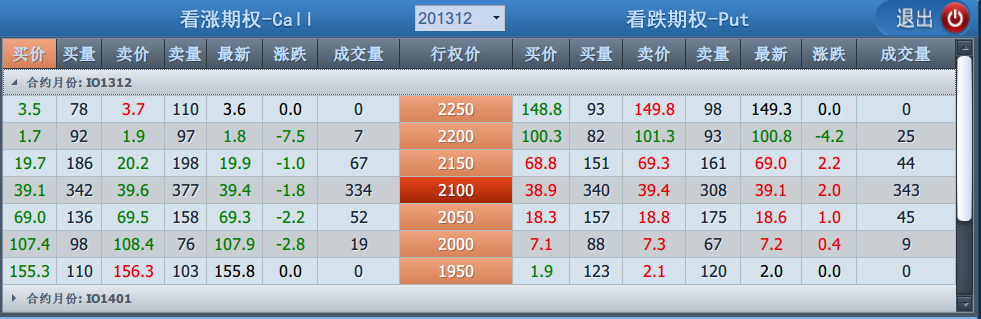 看涨期权-Call 201312 看跌期权-Put 退出
买价 买量 卖价 卖量 最新 涨跌 成交量 行权价 买价 买量 卖价 卖量 最新 涨跌 成交量
合约月份: IO1312
3.5 78 3.7 110 3.6 0.0 0 2250 148.8 93 149.8 98 149.3 0.0 0
1.7 92 1.9 97 1.8 -7.5 7 2200 100.3 82 101.3 93 100.8 -4.2 25
19.7 186 20.2 198 19.9 -1.0 67 2150 68.8 151 69.3 161 69.0 2.2 44
39.1 342 39.6 377 39.4 -1.8 334 2100 38.9 340 39.4 308 39.1 2.0 343
69.0 136 69.5 158 69.3 -2.2 52 2050 18.3 157 18.8 175 18.6 1.0 45
107.4 98 108.4 76 107.9 -2.8 19 2000 7.1 88 7.3 67 7.2 0.4 9
155.3 110 156.3 103 155.8 0.0 0 1950 1.9 123 2.1 120 2.0 0.0 0
合约月份: IO1401